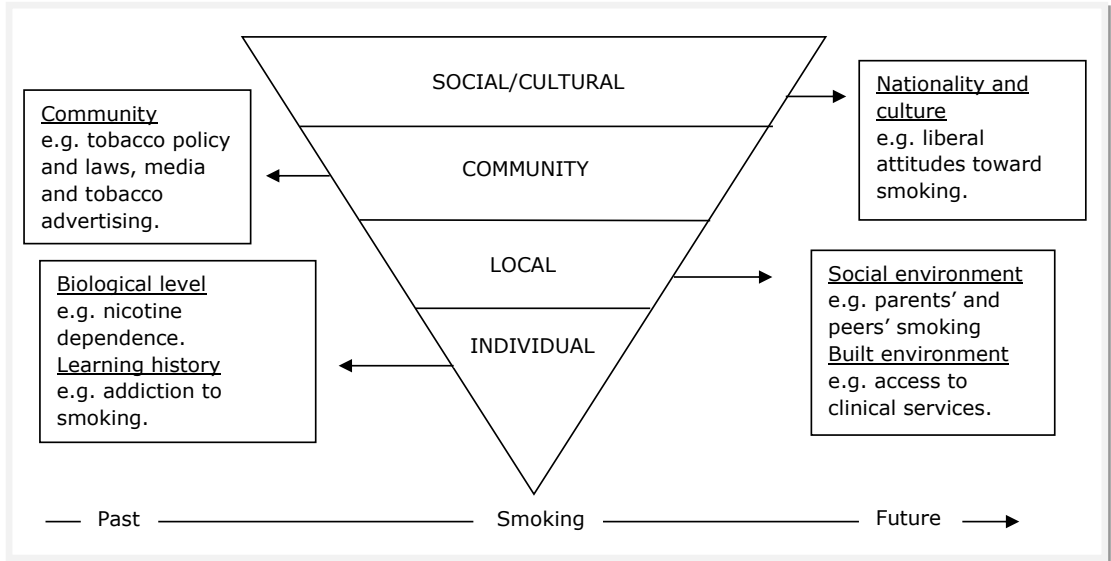 SOCIAL/CULTURAL
Nationality and
culture
e.g. liberal
attitudes toward
smoking.
Community
e.g. tobacco policy
and laws, media
and tobacco
advertising.
COMMUNITY
LOCAL
Social environment
e.g. parents’ and
peers’ smoking
Built environment
e.g. access to
clinical services.
Biological level
e.g. nicotine
dependence.
Learning history
e.g. addiction to
smoking.
INDIVIDUAL
Past
Smoking
Future